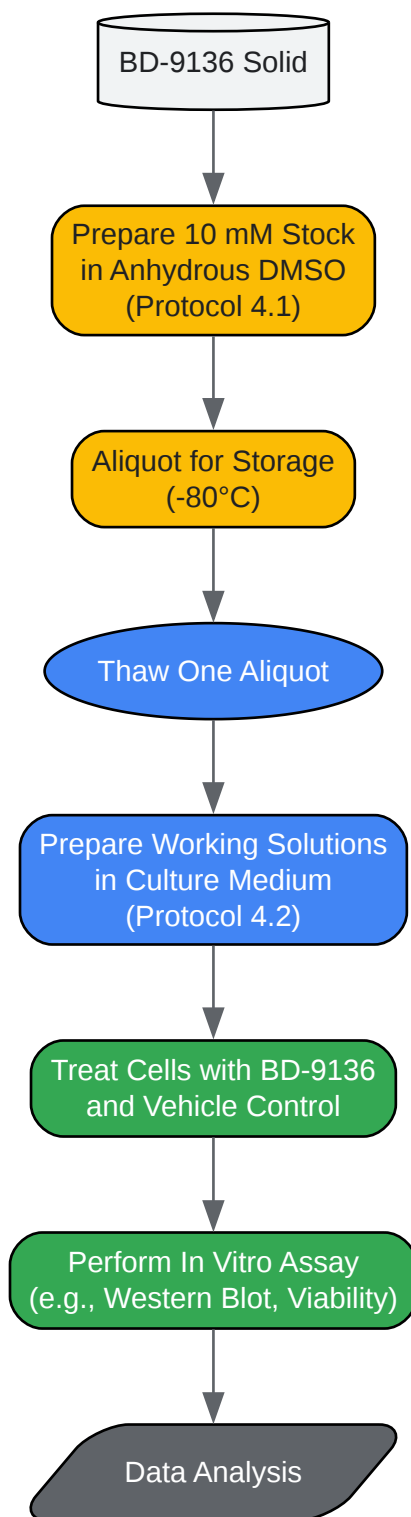 BD-9136 Solid
Prepare 10 mM Stock
in Anhydrous DMSO
(Protocol 4.1)
Aliquot for Storage
(-80°C)
Thaw One Aliquot
Prepare Working Solutions
in Culture Medium
(Protocol 4.2)
Treat Cells with BD-9136
and Vehicle Control
Perform In Vitro Assay
(e.g., Western Blot, Viability)
Data Analysis